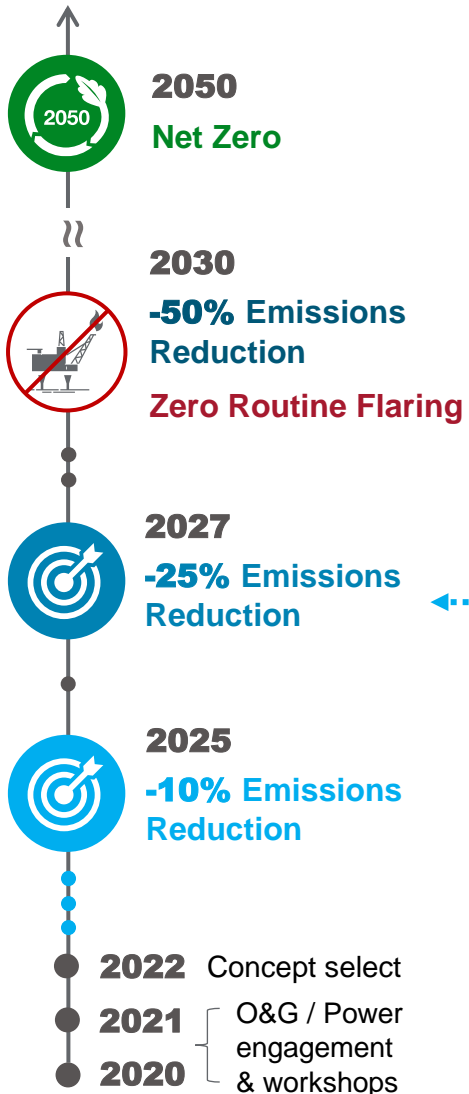 2050
2050
Net Zero
2030
-50% Emissions
Reduction
Zero Routine Flaring
2027
-25% Emissions
Reduction
2025
-10% Emissions
Reduction
2022 Concept select
2021
2020
O&G / Power
engagement
& workshops